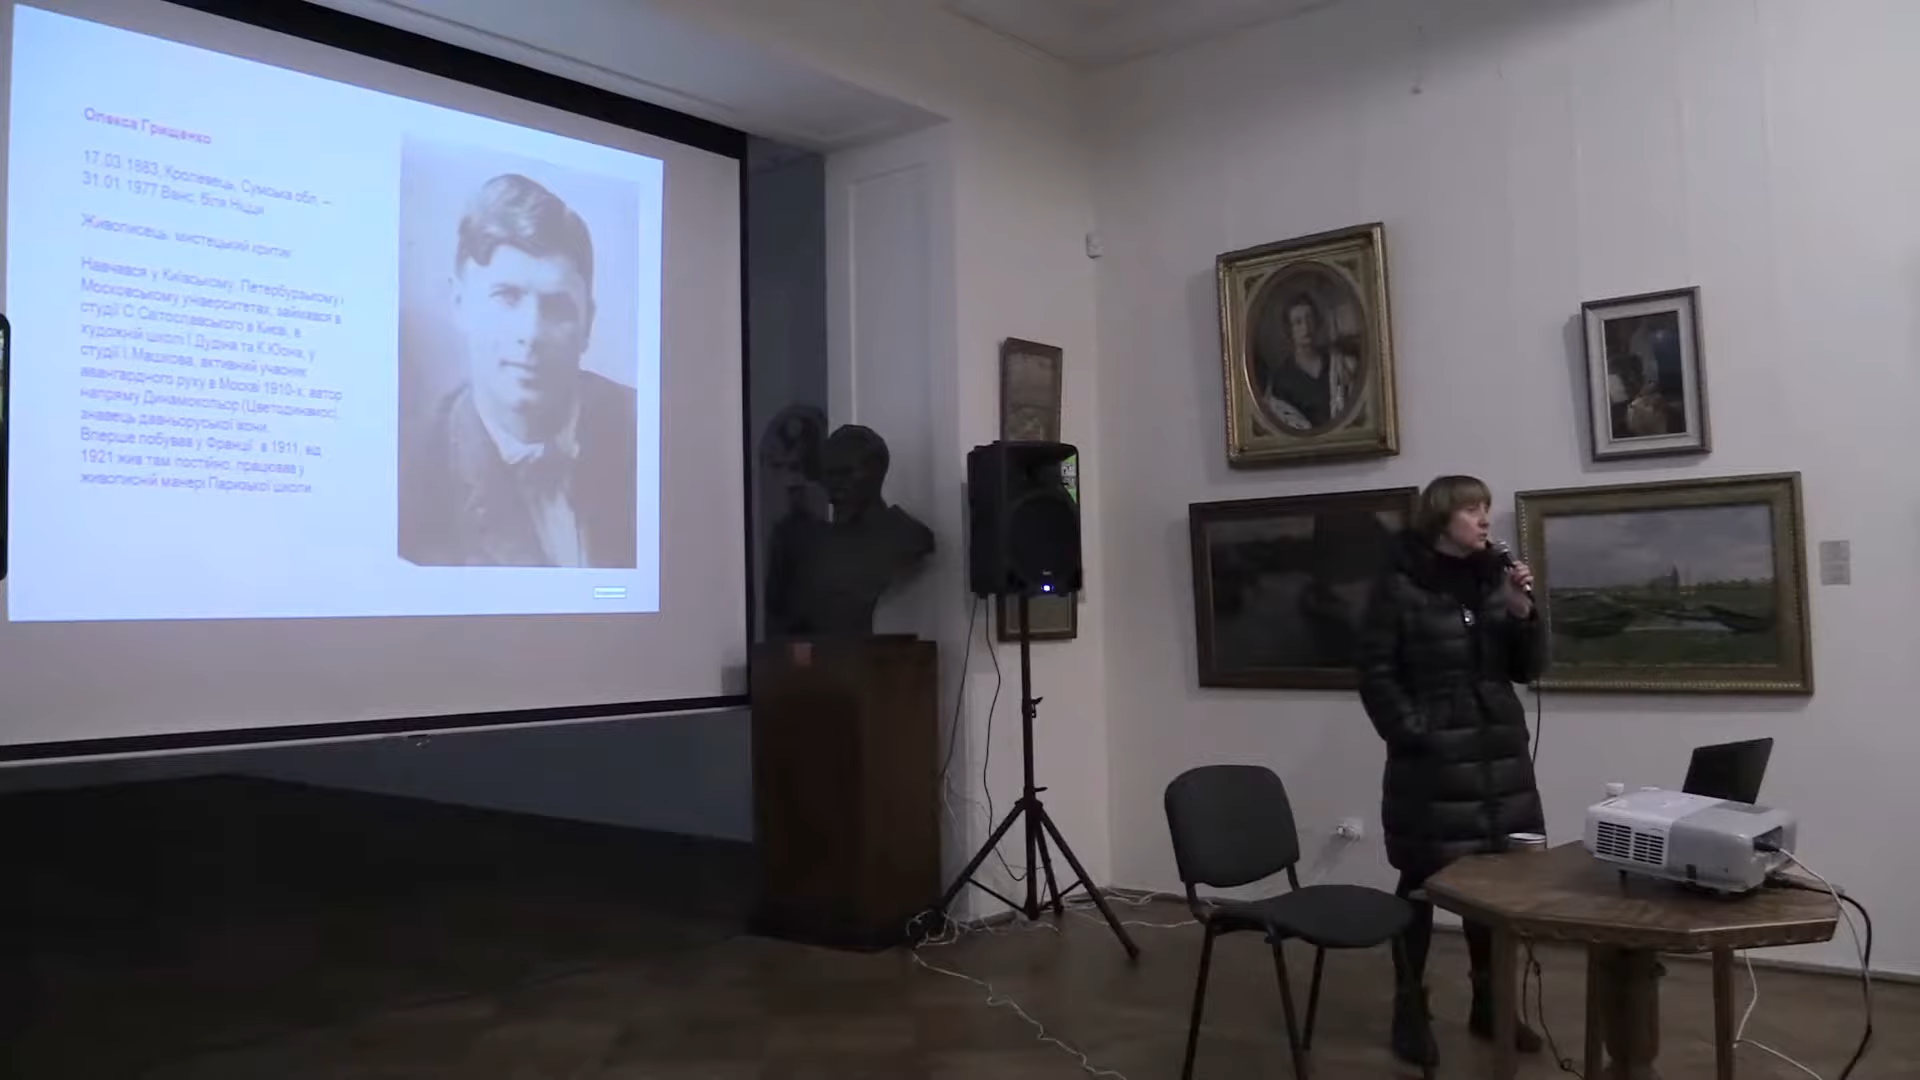 Олекса Грищенко
17.03.1883, Кролевець, Сумська обл. –
31.01.1977 Ванс, біля Ніцци
Живописець, мистецький критик
Навчався у Київському, Петербурзькому і
Московському університетах, займався в
студії С.Світославського в Києві, в
художній школі І.Дудіна та К.Юона, у
студії І.Машкова, активний учасник
авангардного руху в Москві 1910-х, автор
напряму Динамокольор (Цветодинамос),
знавець давньоруської ікони.
Вперше побував у Франції в 1911, від
1921 жив там постійно, працював у
живописній манері Паризької школи